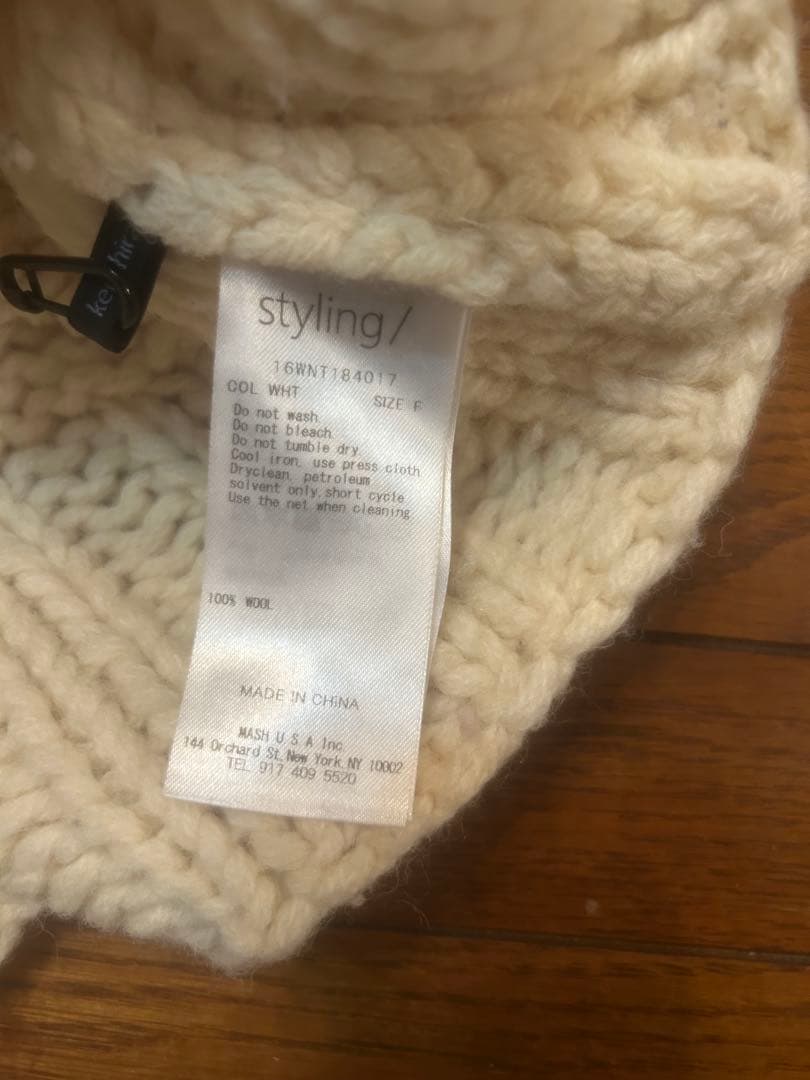 styling/
16WNT184017
COL WHT SIZE F
Do not wash.
Do not bleach.
Do not tumble dry.
Cool iron, use press cloth
Dryclean, petroleum
solvent only, short cycle
Use the net when cleaning
100% WOOL
MADE IN CHINA
MASH U S A Inc
144 Orchard St, New York, NY 10002
TEL 917 409 5520